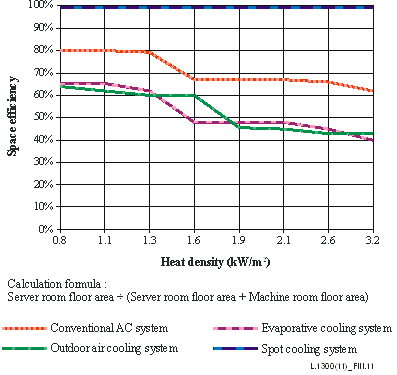 100%
90%
80%
70%
60%
50%
40%
30%
20%
10%
0%
Space efficiency
0.8 1.1 1.3 1.6 1.9 2.1 2.6 3.2
Heat density (kW/m²)
Calculation formula :
Server room floor area ÷ (Server room floor area + Machine room floor area)
Conventional AC system
Evaporative cooling system
Outdoor air cooling system
Spot cooling system
L.1300(11)_FIII.11